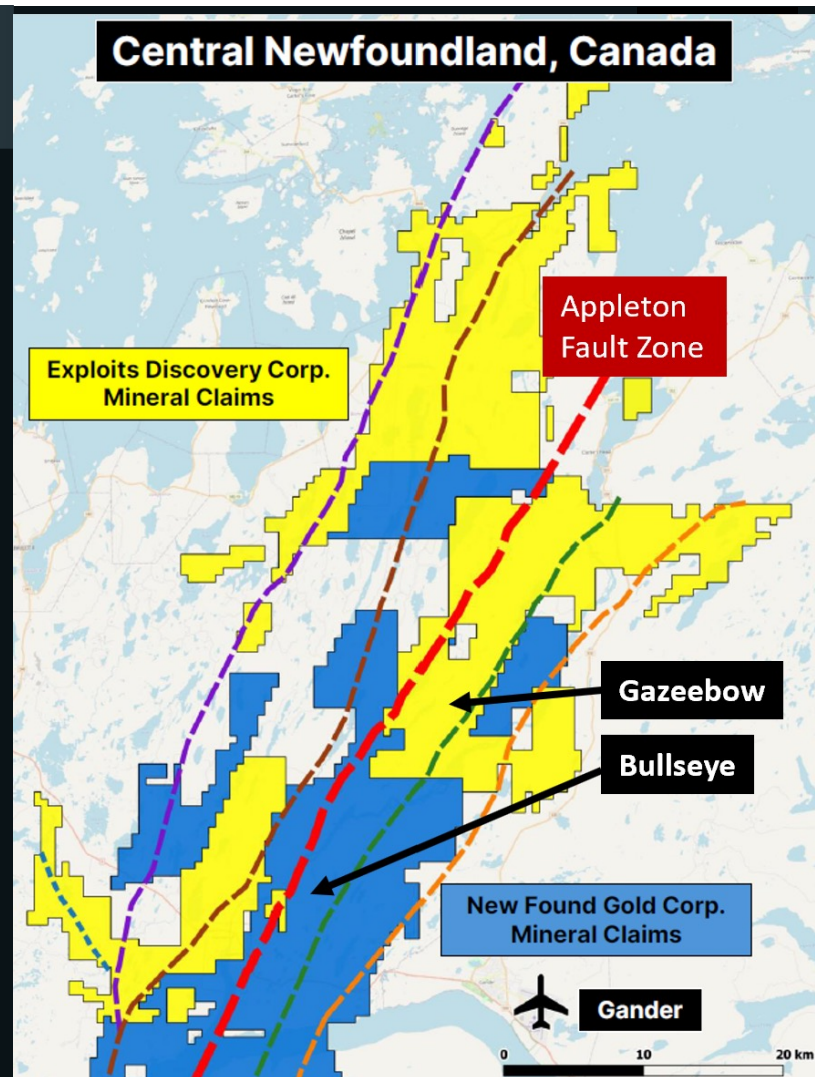 Central Newfoundland, Canada
Appleton
Fault Zone
Exploits Discovery Corp.
Mineral Claims
Gazeebow
Bullseye
New Found Gold Corp.
Mineral Claims
Gander
0 10 20 km